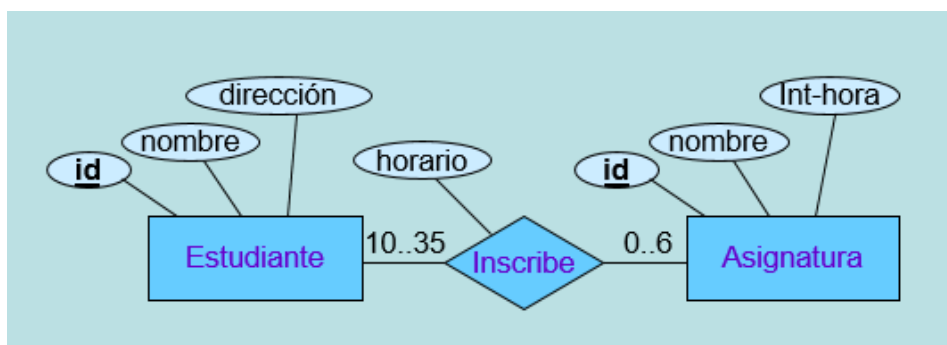 dirección
Int-hora
nombre
nombre
id
horario
id
Estudiante
10..35
Inscribe
0..6
Asignatura